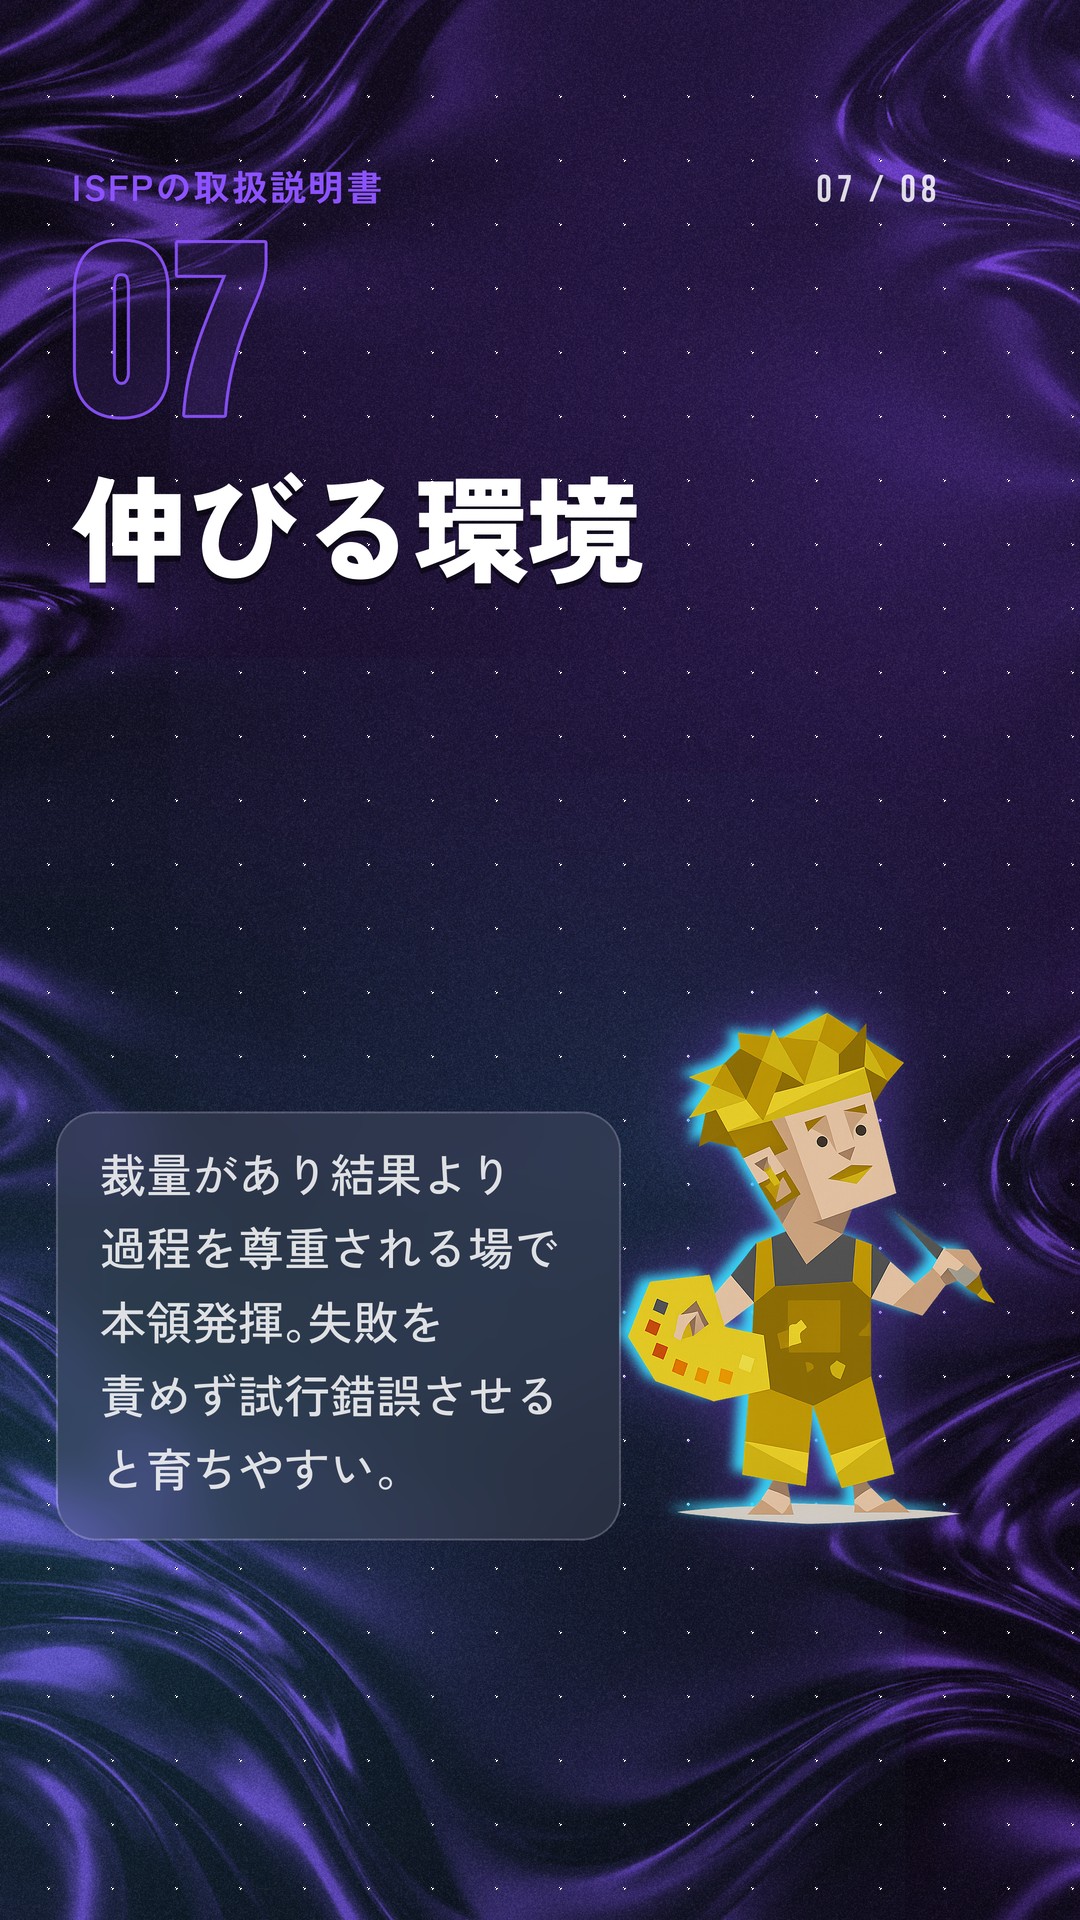 ISFPの取扱説明書
07 / 08
07
伸びる環境
裁量があり結果より
過程を尊重される場で
本領発揮。失敗を
責めず試行錯誤させる
と育ちやすい。